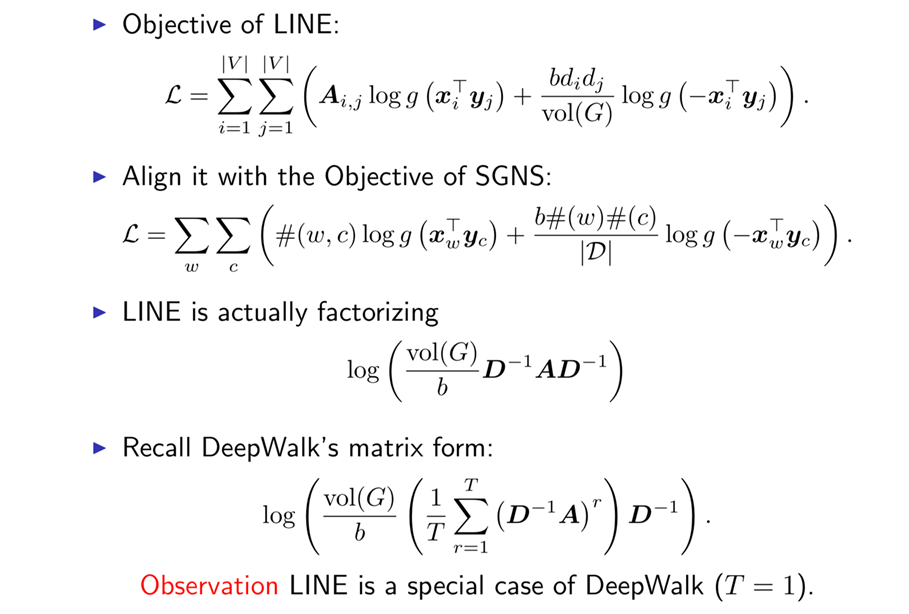 ▶ Objective of LINE:
$\mathcal{L} = \sum_{i=1}^{|V|} \sum_{j=1}^{|V|} \left( \boldsymbol{A}_{i,j} \log g \left( \boldsymbol{x}_i^\top \boldsymbol{y}_j \right) + \frac{b d_i d_j}{\text{vol}(G)} \log g \left( -\boldsymbol{x}_i^\top \boldsymbol{y}_j \right) \right).$
▶ Align it with the Objective of SGNS:
$\mathcal{L} = \sum_{w} \sum_{c} \left( \#(w,c) \log g \left( \boldsymbol{x}_w^\top \boldsymbol{y}_c \right) + \frac{b \#(w) \#(c)}{|\mathcal{D}|} \log g \left( -\boldsymbol{x}_w^\top \boldsymbol{y}_c \right) \right).$
▶ LINE is actually factorizing
$\log \left( \frac{\text{vol}(G)}{b} \boldsymbol{D}^{-1} \boldsymbol{A} \boldsymbol{D}^{-1} \right)$
▶ Recall DeepWalk's matrix form:
$\log \left( \frac{\text{vol}(G)}{b} \left( \frac{1}{T} \sum_{r=1}^{T} \left( \boldsymbol{D}^{-1} \boldsymbol{A} \right)^r \right) \boldsymbol{D}^{-1} \right).$
Observation LINE is a special case of DeepWalk ($T = 1$).